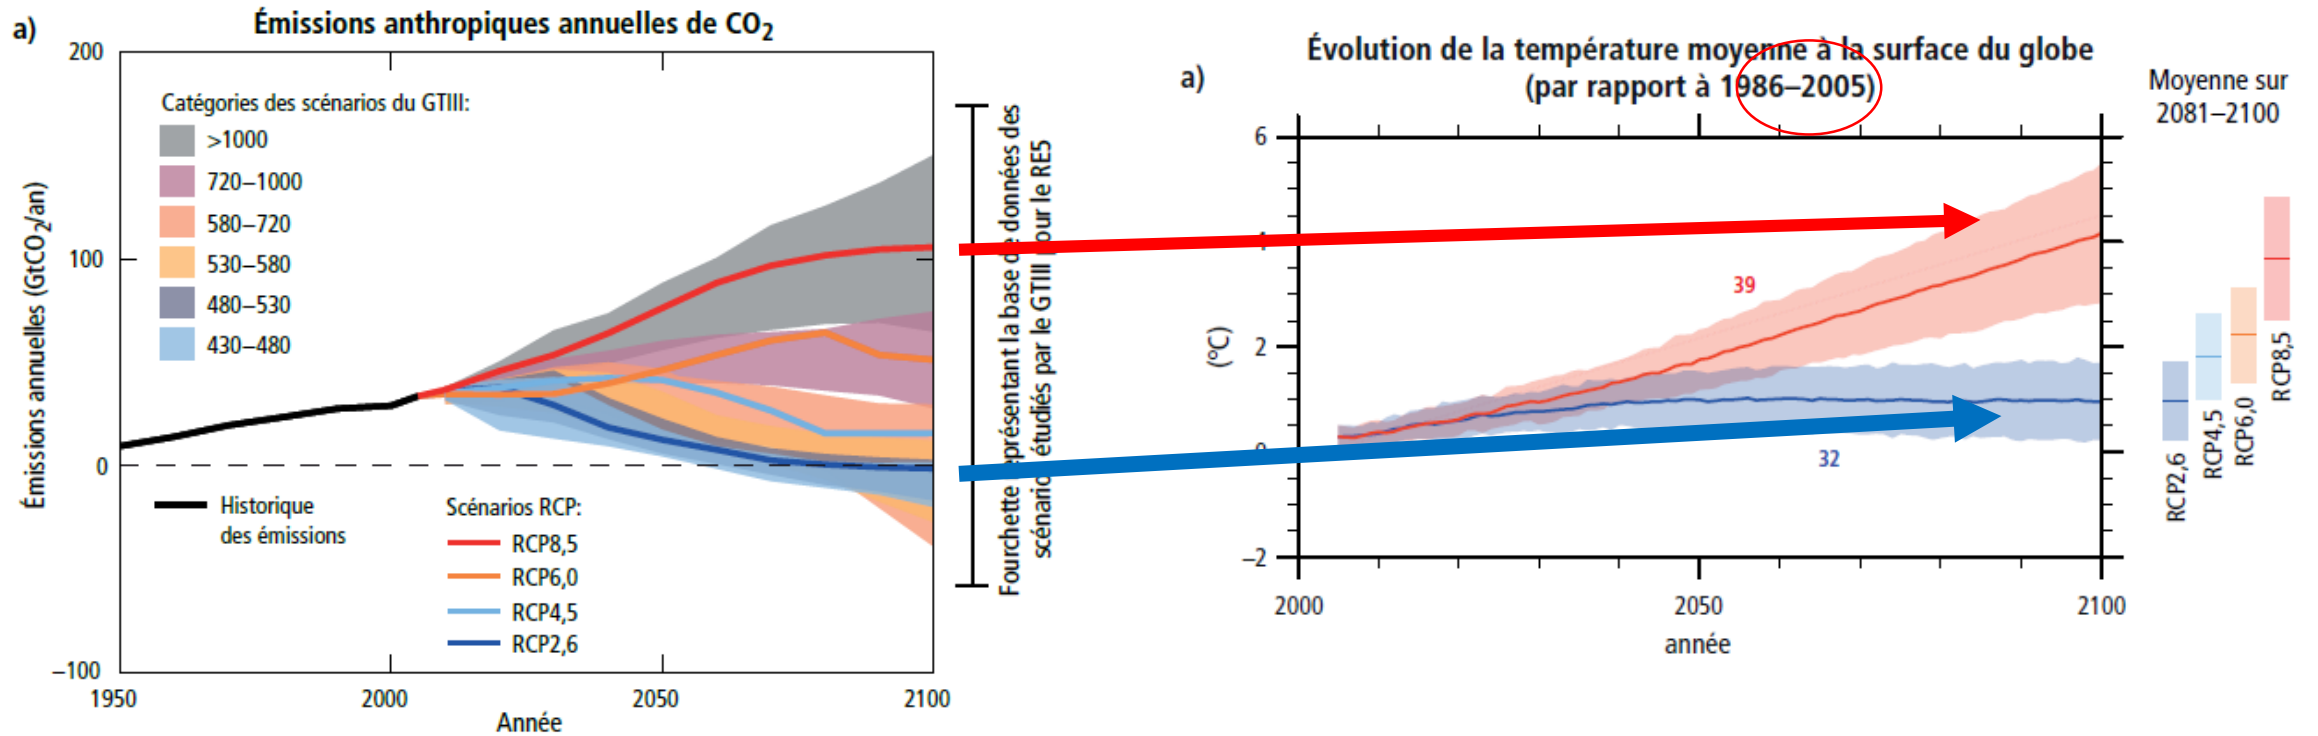 a)
Émissions anthropiques annuelles de CO2
200
100
0
–100
Émissions annuelles (GtCO2/an)
Catégories des scénarios du GTIII:
>1000
720–1000
580–720
530–580
480–530
430–480
Historique
des émissions
Scénarios RCP:
RCP8,5
RCP6,0
RCP4,5
RCP2,6
1950
2000
2050
2100
Année
Fourchette représentant la base de données des
scénarios étudiés par le GTIII pour le RE5
a)
Évolution de la température moyenne à la surface du globe
(par rapport à 1986–2005)
6
2
–2
(°C)
39
32
2000
2050
2100
année
Moyenne sur
2081–2100
RCP2,6
RCP4,5
RCP6,0
RCP8,5